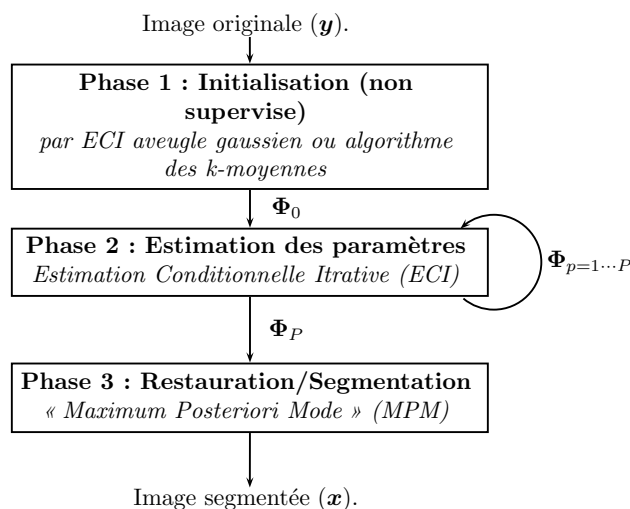 Image originale (y).
Phase 1 : Initialisation (non
supervise)
par ECI aveugle gaussien ou algorithme
des k-moyennes
Φ0
Phase 2 : Estimation des paramètres
Estimation Conditionnelle Itrative (ECI)
Φp=1···P
ΦP
Phase 3 : Restauration/Segmentation
« Maximum Posteriori Mode » (MPM)
Image segmentée (x).